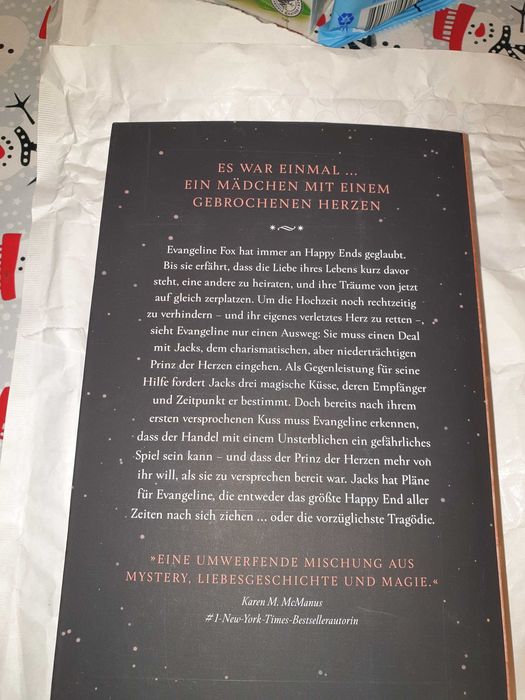 ES WAR EINMAL ...
EIN MÄDCHEN MIT EINEM
GEBROCHENEN HERZEN
Evangeline Fox hat immer an Happy Ends geglaubt.
Bis sie erfährt, dass die Liebe ihres Lebens kurz davor
steht, eine andere zu heiraten, und ihre Träume von jetzt
auf gleich zerplatzen. Um die Hochzeit noch rechtzeitig
zu verhindern – und ihr eigenes verletztes Herz zu retten –,
sieht Evangeline nur einen Ausweg: Sie muss einen Deal
mit Jacks, dem charismatischen, aber niederträchtigen
Prinz der Herzen eingehen. Als Gegenleistung für seine
Hilfe fordert Jacks drei magische Küsse, deren Empfänger
und Zeitpunkt er bestimmt. Doch bereits nach ihrem
ersten versprochenen Kuss muss Evangeline erkennen,
dass der Handel mit einem Unsterblichen ein gefährliches
Spiel sein kann – und dass der Prinz der Herzen mehr von
ihr will, als sie zu versprechen bereit war. Jacks hat Pläne
für Evangeline, die entweder das größte Happy End aller
Zeiten nach sich ziehen ... oder die vorzüglichste Tragödie.
»EINE UMWERFENDE MISCHUNG AUS
MYSTERY, LIEBESGESCHICHTE UND MAGIE.«
Karen M. McManus
#1-New-York-Times-Bestsellerautorin